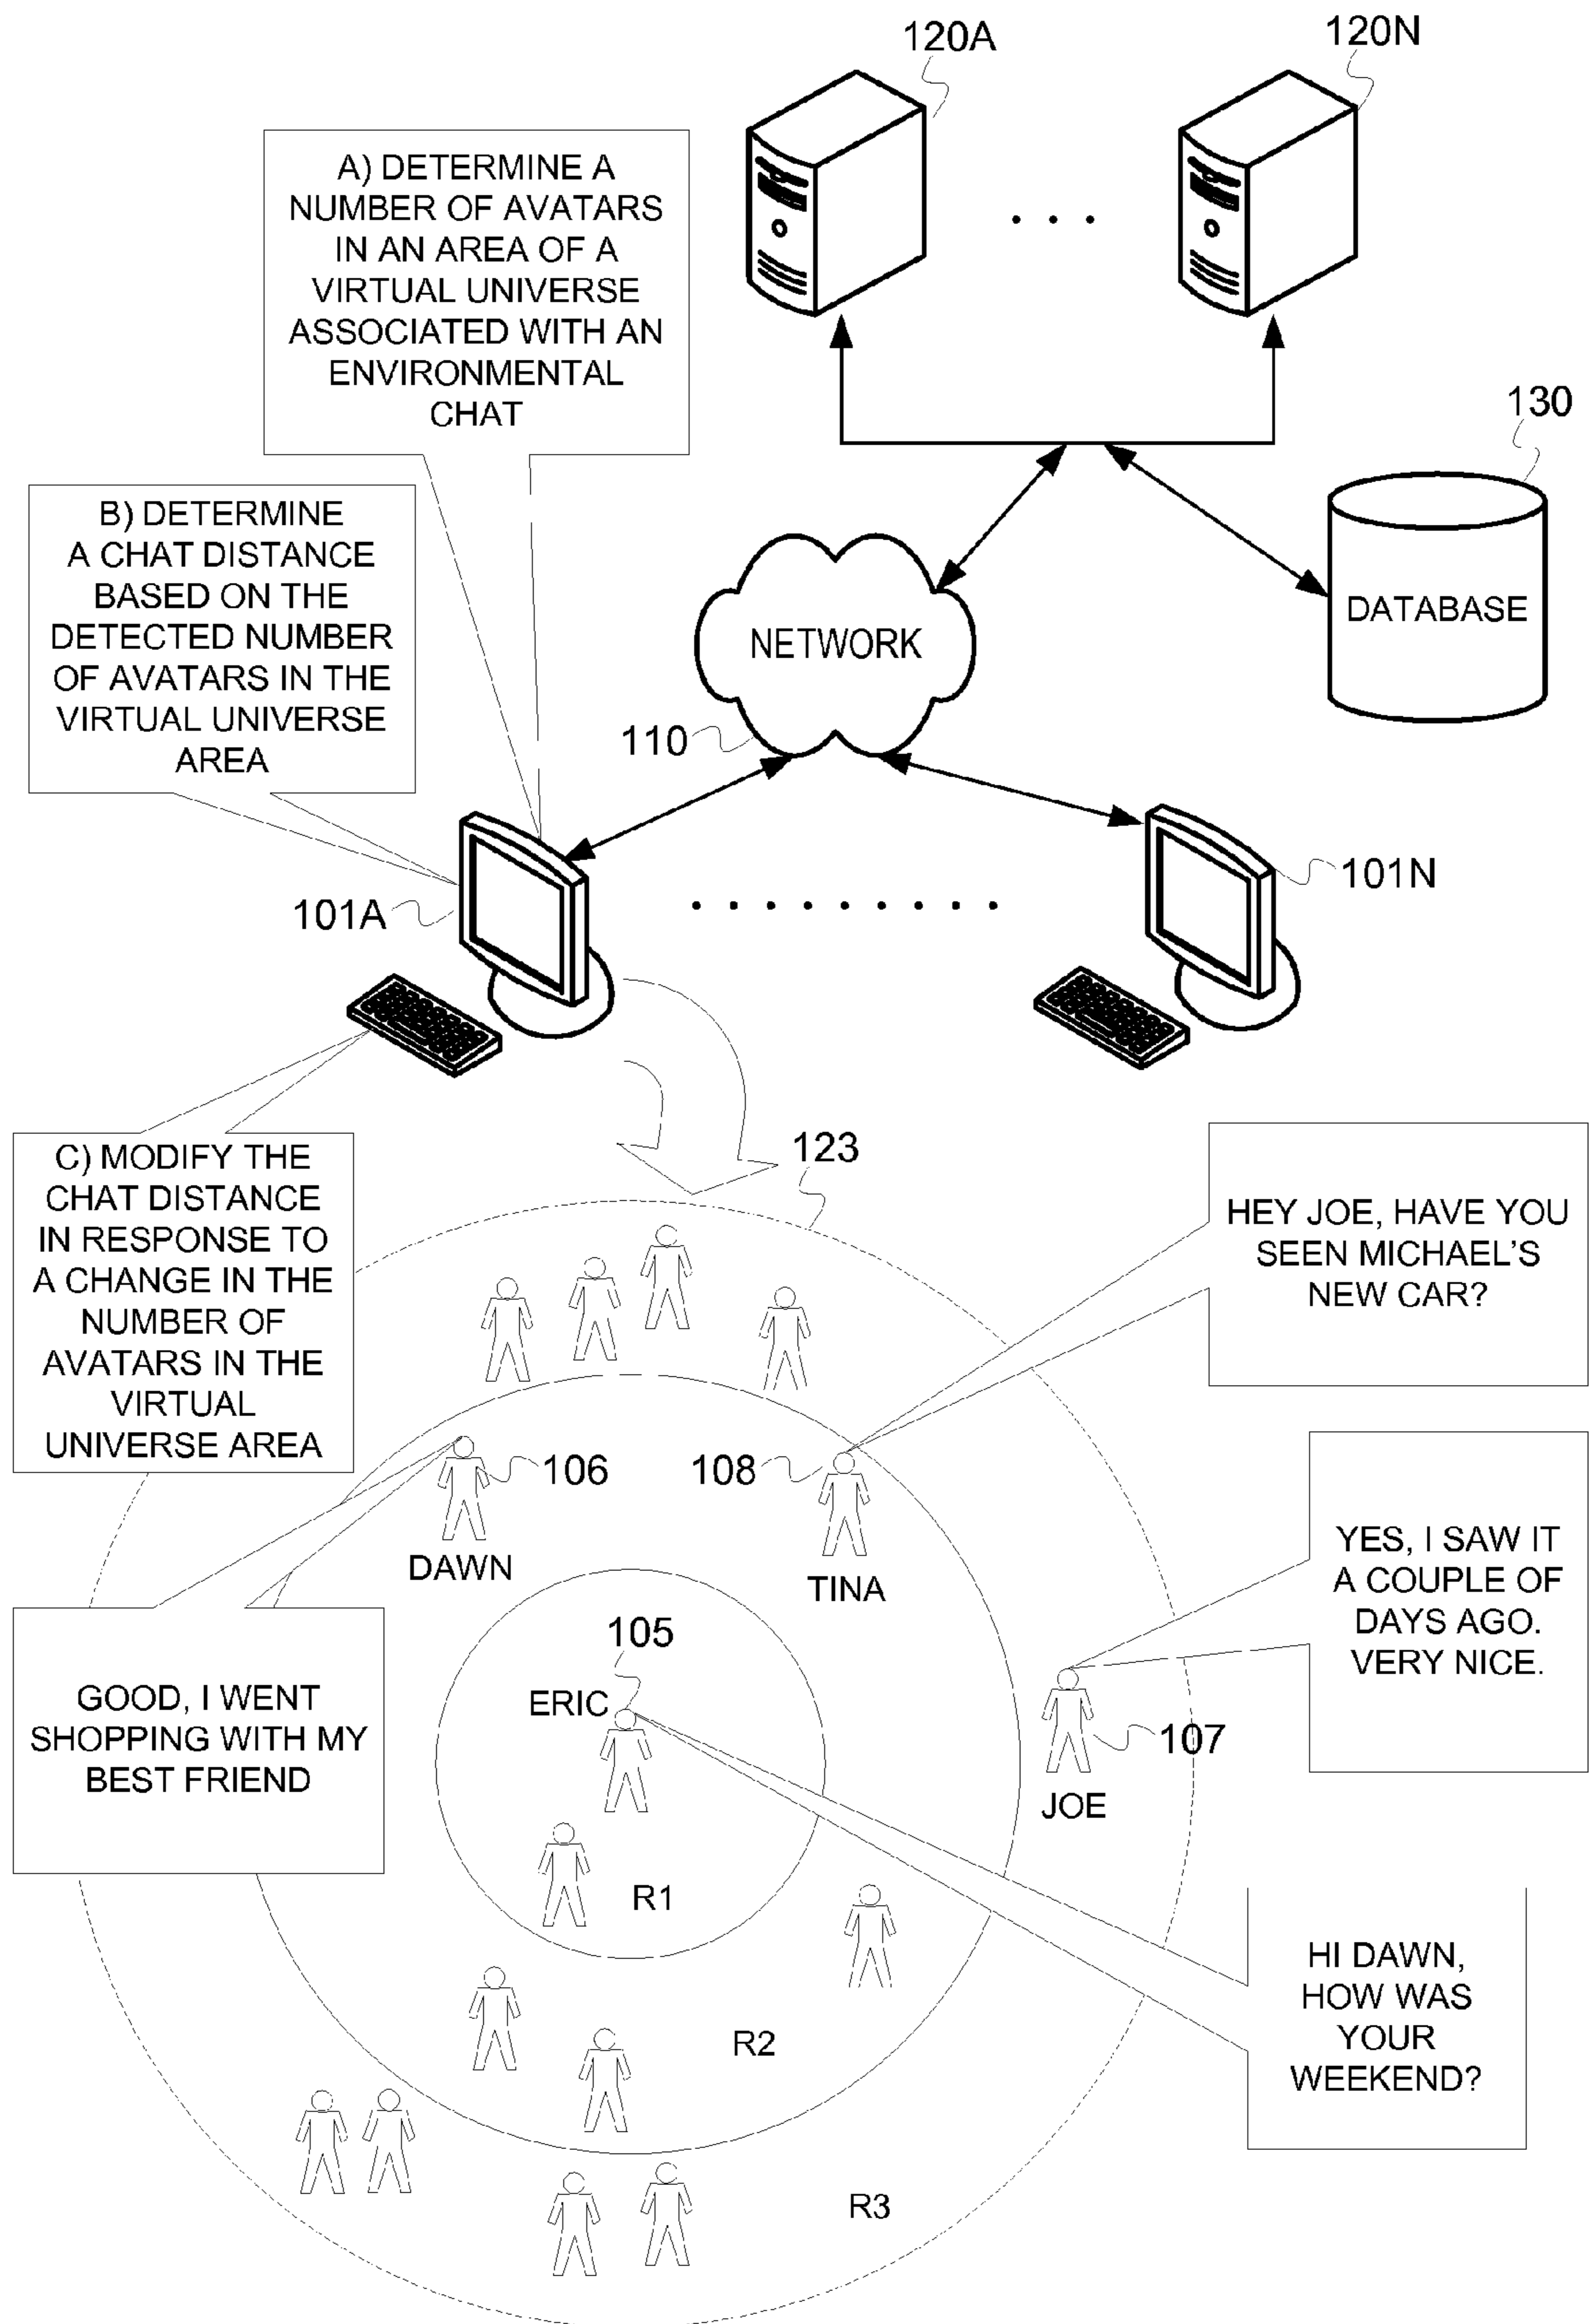 120A
120N
A) DETERMINE A
NUMBER OF AVATARS
IN AN AREA OF A
VIRTUAL UNIVERSE
ASSOCIATED WITH AN
ENVIRONMENTAL
CHAT
130
B) DETERMINE
A CHAT DISTANCE
BASED ON THE
DETECTED NUMBER
OF AVATARS IN THE
VIRTUAL UNIVERSE
AREA
DATABASE
NETWORK
110
101A
101N
C) MODIFY THE
CHAT DISTANCE
IN RESPONSE TO
A CHANGE IN THE
NUMBER OF
AVATARS IN THE
VIRTUAL
UNIVERSE AREA
123
HEY JOE, HAVE YOU
SEEN MICHAEL'S
NEW CAR?
106
108
DAWN
TINA
YES, I SAW IT
A COUPLE OF
DAYS AGO.
VERY NICE.
105
ERIC
GOOD, I WENT
SHOPPING WITH MY
BEST FRIEND
107
JOE
R1
HI DAWN,
HOW WAS
YOUR
WEEKEND?
R2
R3